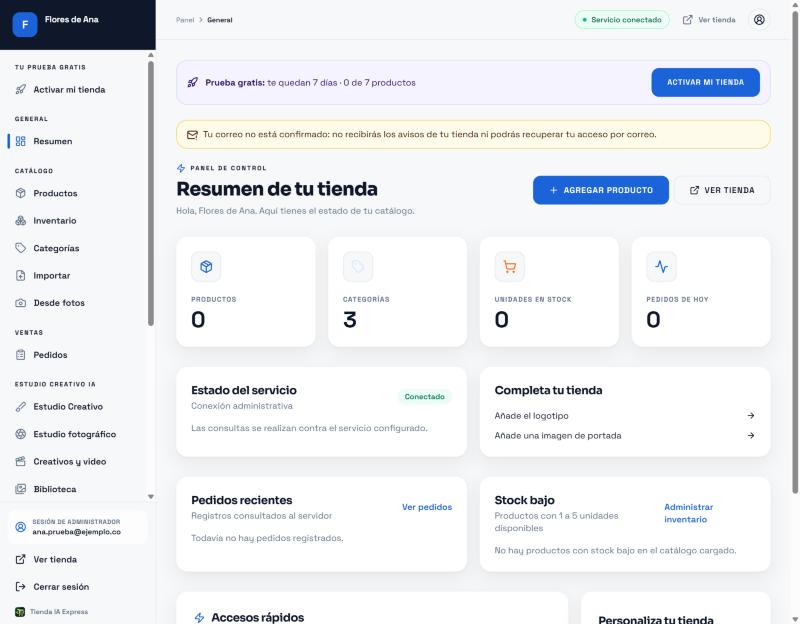 F
Flores de Ana
TU PRUEBA GRATIS
Activar mi tienda
GENERAL
Resumen
CATÁLOGO
Productos
Inventario
Categorías
Importar
Desde fotos
VENTAS
Pedidos
ESTUDIO CREATIVO IA
Estudio Creativo
Estudio fotográfico
Creativos y video
Biblioteca
SESIÓN DE ADMINISTRADOR
ana.prueba@ejemplo.co
Ver tienda
Cerrar sesión
Tienda IA Express
Panel > General
Servicio conectado
Ver tienda
Prueba gratis: te quedan 7 días · 0 de 7 productos
ACTIVAR MI TIENDA
Tu correo no está confirmado: no recibirás los avisos de tu tienda ni podrás recuperar tu acceso por correo.
PANEL DE CONTROL
Resumen de tu tienda
Hola, Flores de Ana. Aquí tienes el estado de tu catálogo.
+ AGREGAR PRODUCTO
VER TIENDA
PRODUCTOS
0
CATEGORÍAS
3
UNIDADES EN STOCK
0
PEDIDOS DE HOY
0
Estado del servicio
Conexión administrativa
Conectado
Las consultas se realizan contra el servicio configurado.
Completa tu tienda
Añade el logotipo →
Añade una imagen de portada →
Pedidos recientes
Registros consultados al servidor
Ver pedidos
Todavía no hay pedidos registrados.
Stock bajo
Productos con 1 a 5 unidades
disponibles
Administrar
inventario
No hay productos con stock bajo en el catálogo cargado.
Accesos rápidos
Personaliza tu tienda